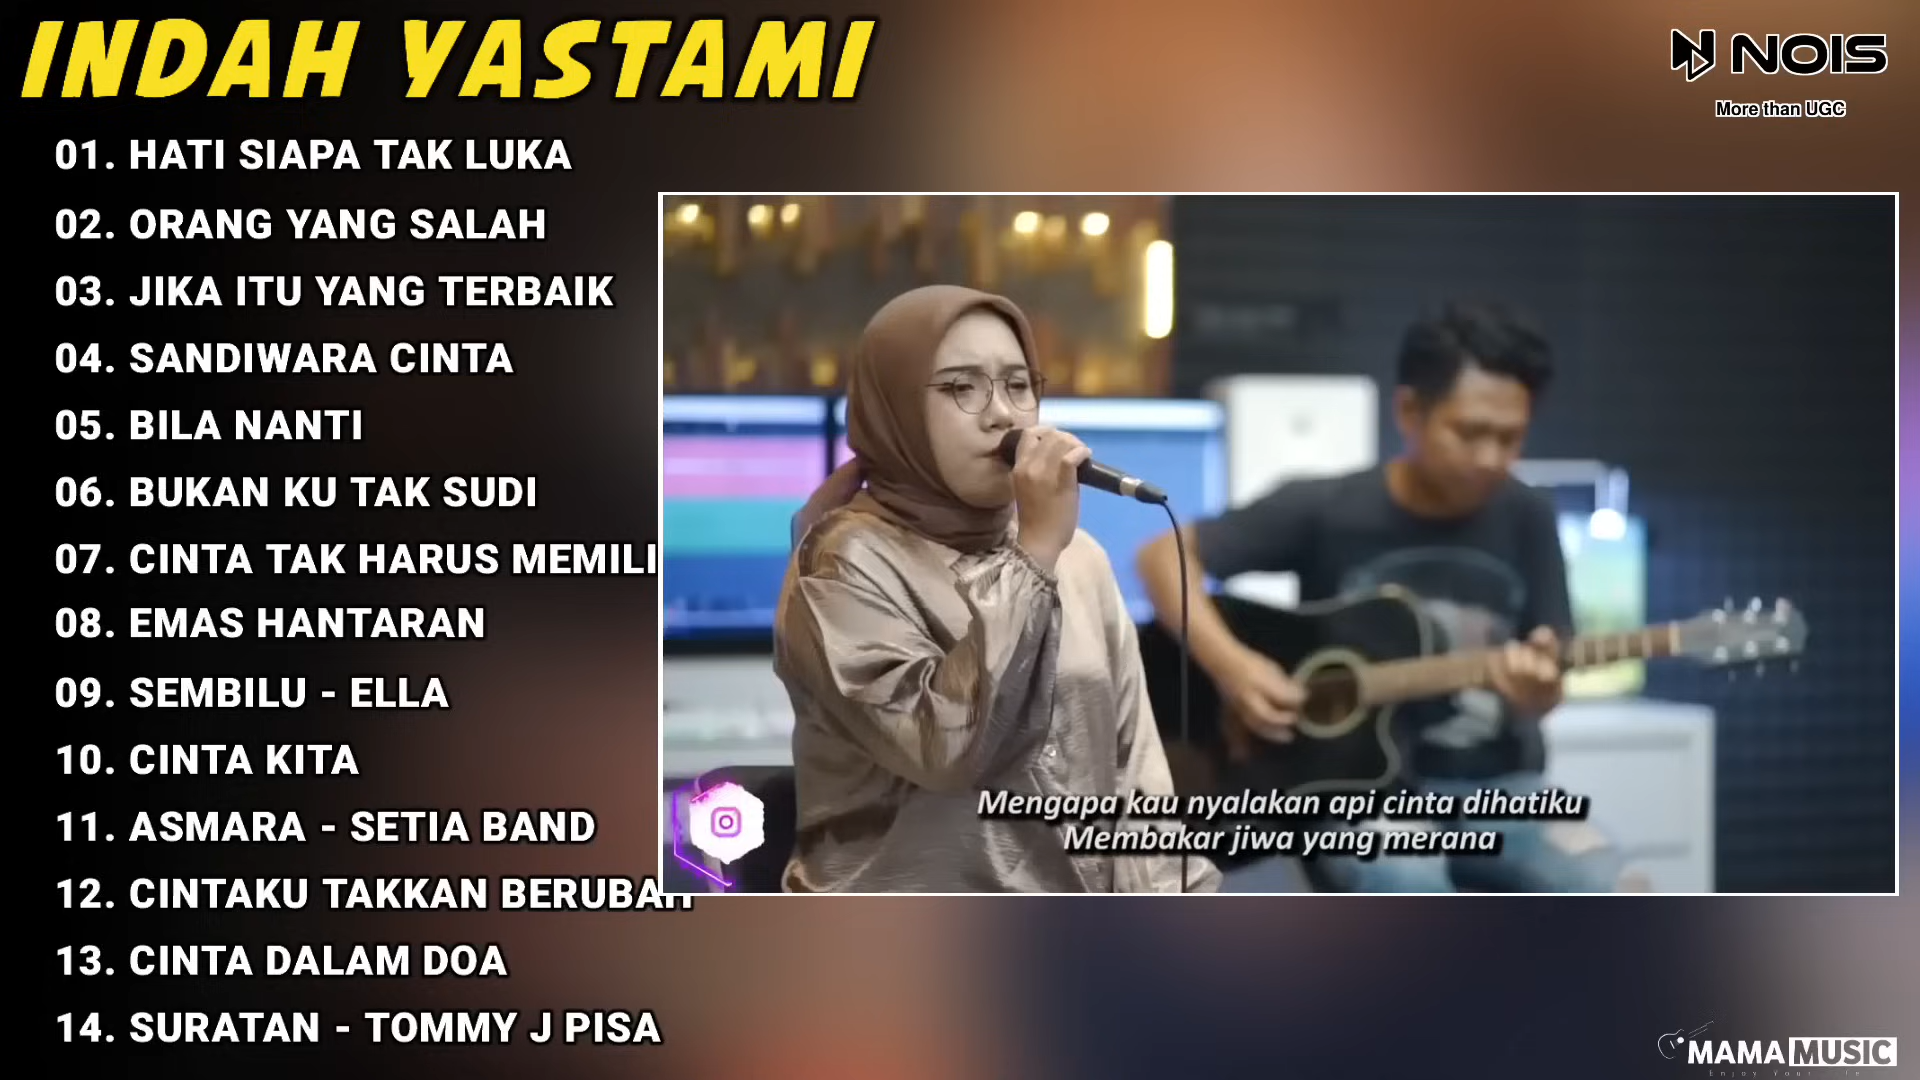 INDAH YASTAMI
NOIS
More than UGC
01. HATI SIAPA TAK LUKA
02. ORANG YANG SALAH
03. JIKA ITU YANG TERBAIK
04. SANDIWARA CINTA
05. BILA NANTI
06. BUKAN KU TAK SUDI
07. CINTA TAK HARUS MEMILI
08. EMAS HANTARAN
09. SEMBILU - ELLA
10. CINTA KITA
11. ASMARA - SETIA BAND
12. CINTAKU TAKKAN BERUBAH
13. CINTA DALAM DOA
14. SURATAN - TOMMY J PISA
Mengapa kau nyalakan api cinta dihatiku
Membakar jiwa yang merana
MAMA MUSIC
Enjoy Your